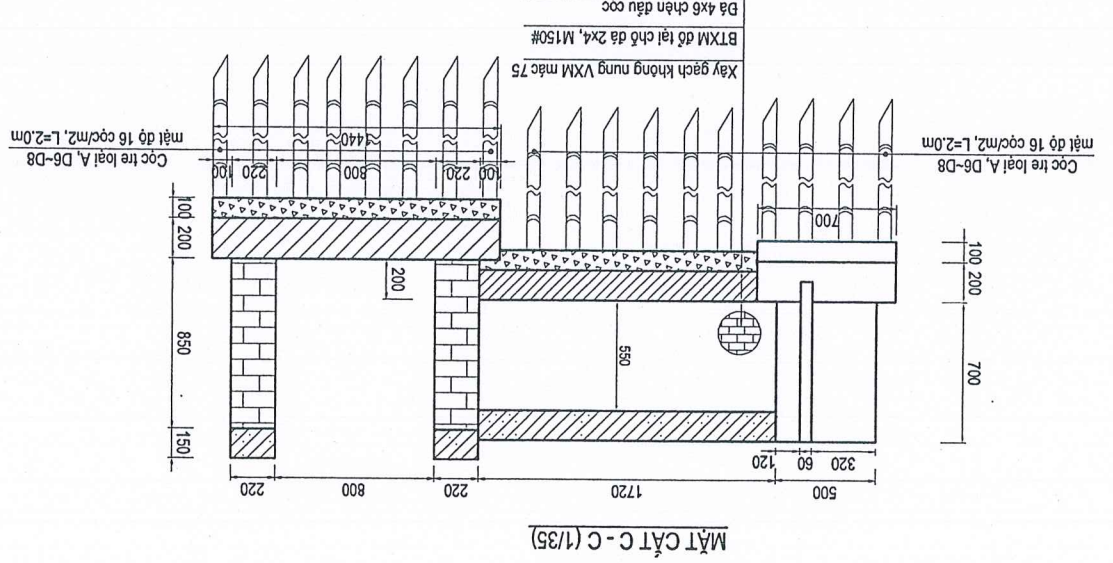 MẶT CẮT C - C (1/35)
500 1720 220 800 220
320 60 120
150
700
550
850
200
200
100
200
100
700
100 220 800 220 100
1440
Cọc tre loại A, D6~D8
mật độ 16 cọc/m2, L=2.0m
Cọc tre loại A, D6~D8
mật độ 16 cọc/m2, L=2.0m
Xây gạch không nung VXM mác 75
BTXM đổ tại chỗ đá 2x4, M150#
Đá 4x6 chèn đầu cọc